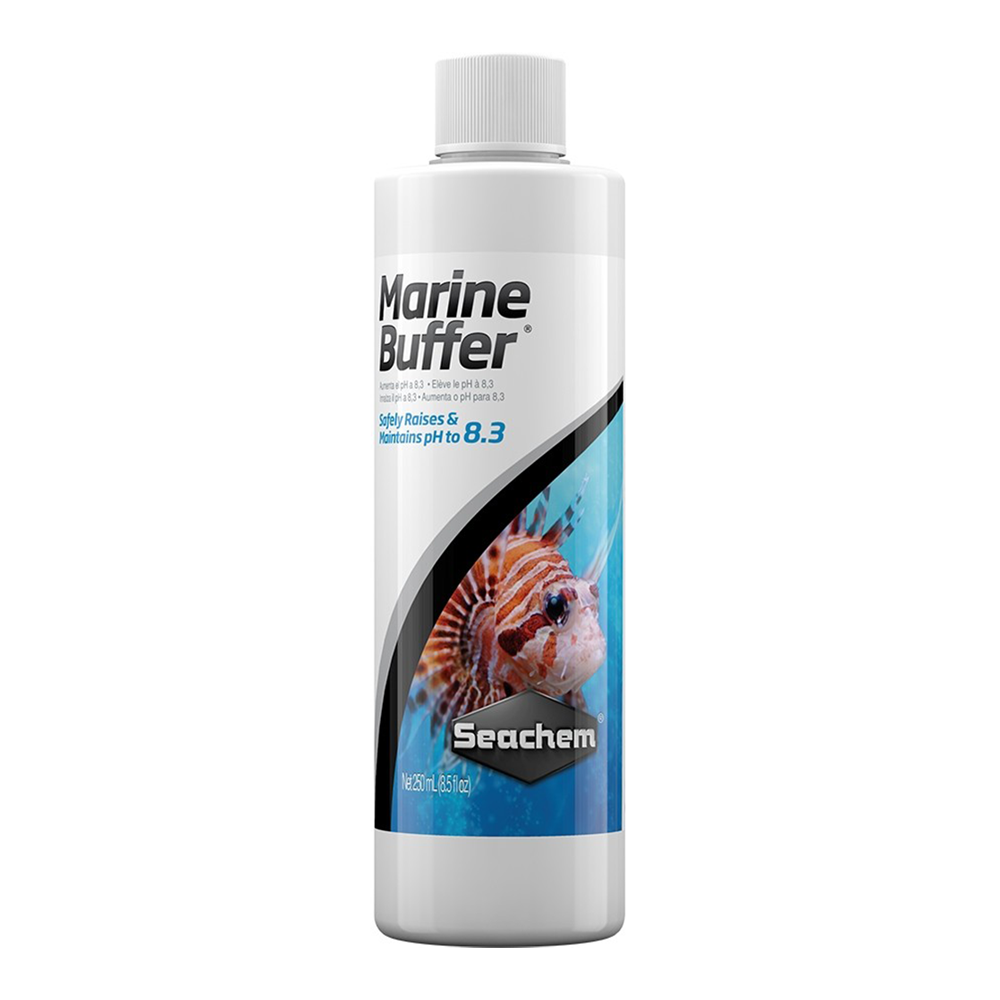 Marine
Buffer®
Aumenta el pH a 8,3 • Elève le pH à 8,3
Innalza il pH a 8,3 • Aumenta o pH para 8,3
Safely Raises &
Maintains pH to 8.3
Seachem®
Net: 250 mL (8.5 fl oz)